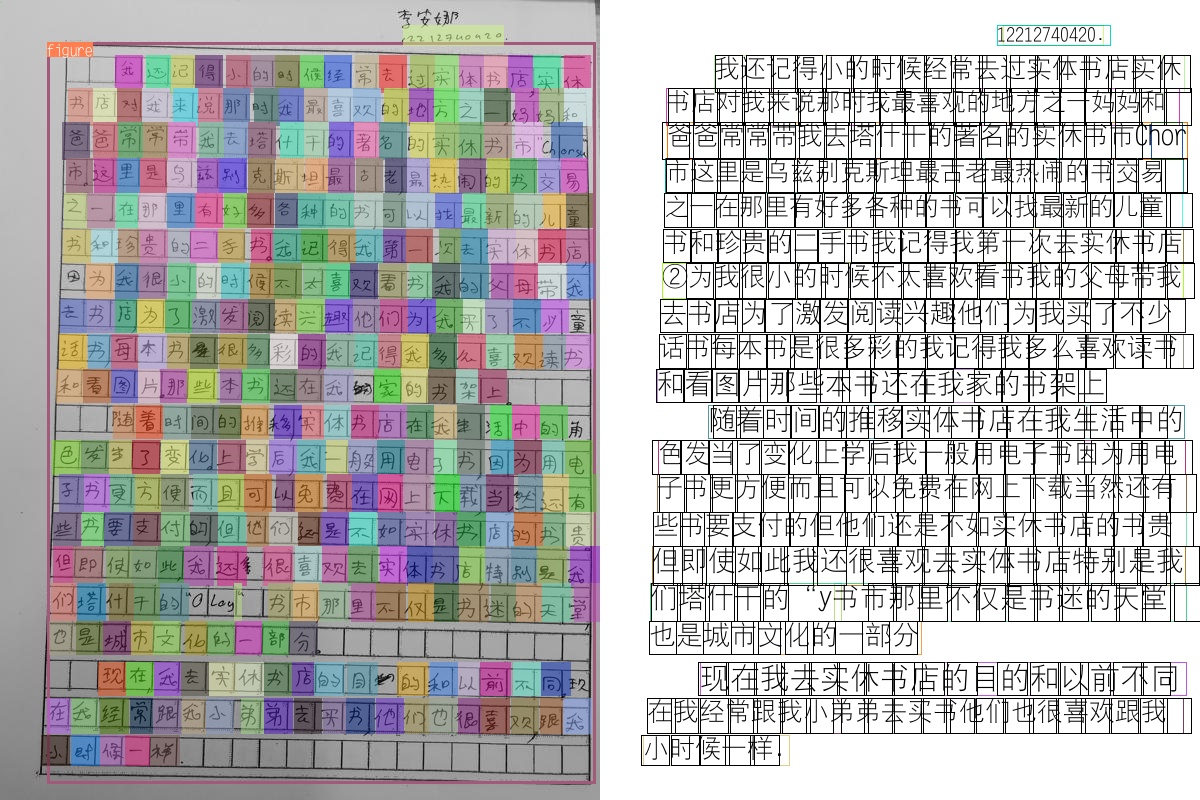 李安娜
12212740420.
figure
我还记得小的时候经常去过实体书店,实体
书店对我来说那时我最喜欢的地方之一,妈妈和
爸爸常常带我去塔什干的著名的实体书市"Chorsu
市。这里是乌兹别克斯坦最古老最热闹的书交易
之一。在那里有好多各种的书可以找最新的儿童
书和珍贵的二手书。我记得我第一次去实体书店,
因为我很小的时候不太喜欢看书,我的父母带我
去书店为了激发阅读兴趣他们为我买了不少童
话书,每本书是很多彩的我记得我多么喜欢读书
和看图片。那些本书还在我家的书架上。
随着时间的推移,实体书店在我生活中的角
色发生了变化。上学后我一般用电子书,因为用电
子书更方便而且可以免费在网上下载,当然还有
些书要支付的,但他们还是不如实体书店的书贵。
但即使如此,我还很喜欢去实体书店,特别是我
们塔什干的"Olay"书市那里不仅是书迷的天堂
也是城市文化的一部分。
现在,我去实体书店的目的和以前不同,现
在我经常跟我小弟弟去买书,他们也很喜欢,跟我
小时候一样。
12212740420.
我还记得小的时候经常去过实体书店实休
书店对我来说那时我最喜观的地方之一妈妈和
爸爸常常带我去塔什干的著名的实休书市Chor
市这里是乌兹别克斯坦最古老最热闹的书交易
之一在那里有好多各种的书可以找最新的儿童
书和珍贵的二手书我记得我第一次去实休书店
②为我很小的时候不太喜欢看书我的父母带我
去书店为了激发阅读兴趣他们为我买了不少
话书每本书是很多彩的我记得我多么喜欢读书
和看图片那些本书还在我家的书架上
随着时间的推移实体书店在我生活中的
色发当了变化上学后我一般用电子书因为用电
子书更方便而且可以免费在网上下载当然还有
些书要支付的但他们还是不如实休书店的书贵
但即使如此我还很喜观去实体书店特别是我
们塔什干的“y书市那里不仅是书迷的天堂
也是城市文化的一部分
现在我去实休书店的目的和以前不同
在我经常跟我小弟弟去买书他们也很喜欢跟我
小时候一样.